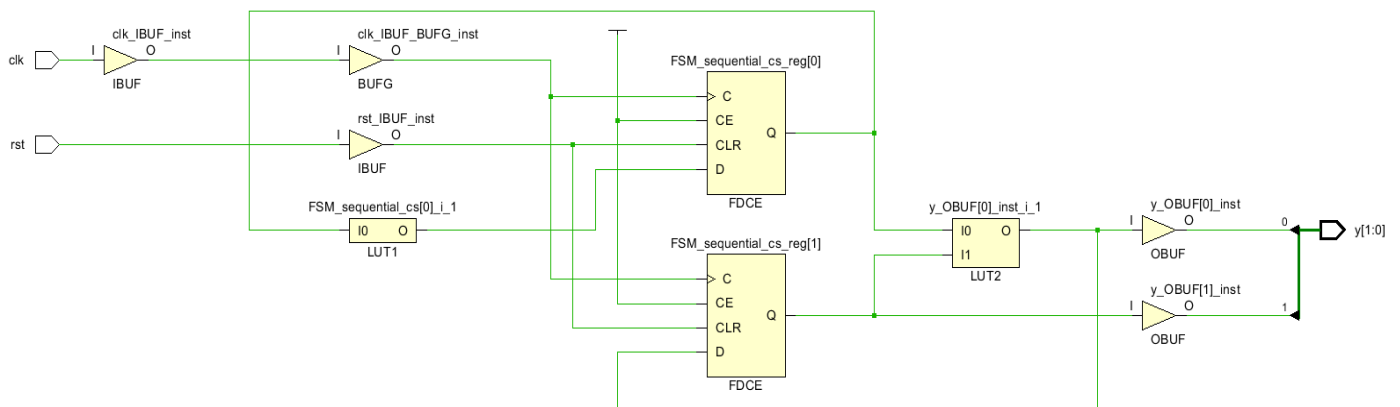 clk_IBUF_inst
clk_IBUF_BUFG_inst
clk
I
O
IBUF
I
O
BUFG
FSM_sequential_cs_reg[0]
C
CE
CLR
D
Q
FDCE
rst
rst_IBUF_inst
I
O
IBUF
FSM_sequential_cs[0]_i_1
I0
O
LUT1
y_OBUF[0]_inst_i_1
I0
I1
O
LUT2
y_OBUF[0]_inst
I
O
OBUF
0
y[1:0]
FSM_sequential_cs_reg[1]
C
CE
CLR
D
Q
FDCE
y_OBUF[1]_inst
I
O
OBUF
1